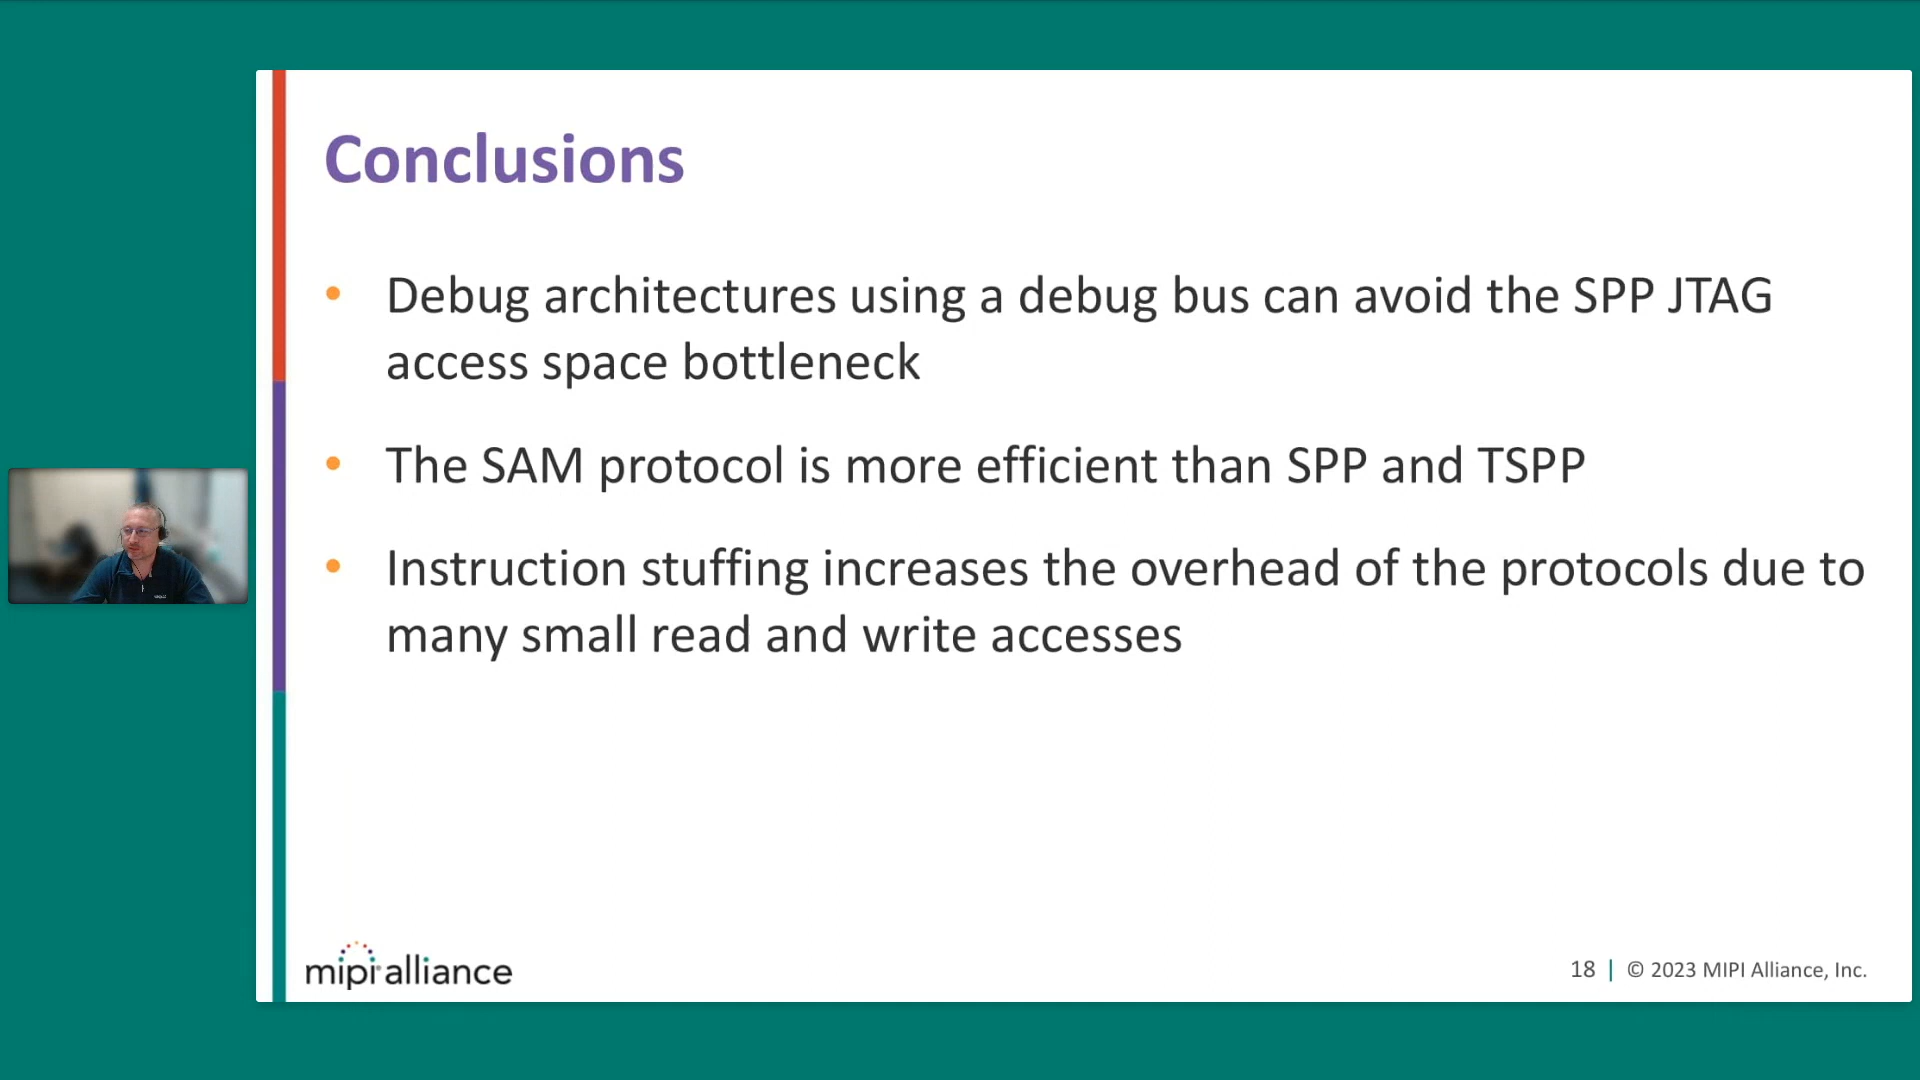 Conclusions
• Debug architectures using a debug bus can avoid the SPP JTAG
access space bottleneck
• The SAM protocol is more efficient than SPP and TSPP
• Instruction stuffing increases the overhead of the protocols due to
many small read and write accesses
mipi alliance
18 | © 2023 MIPI Alliance, Inc.